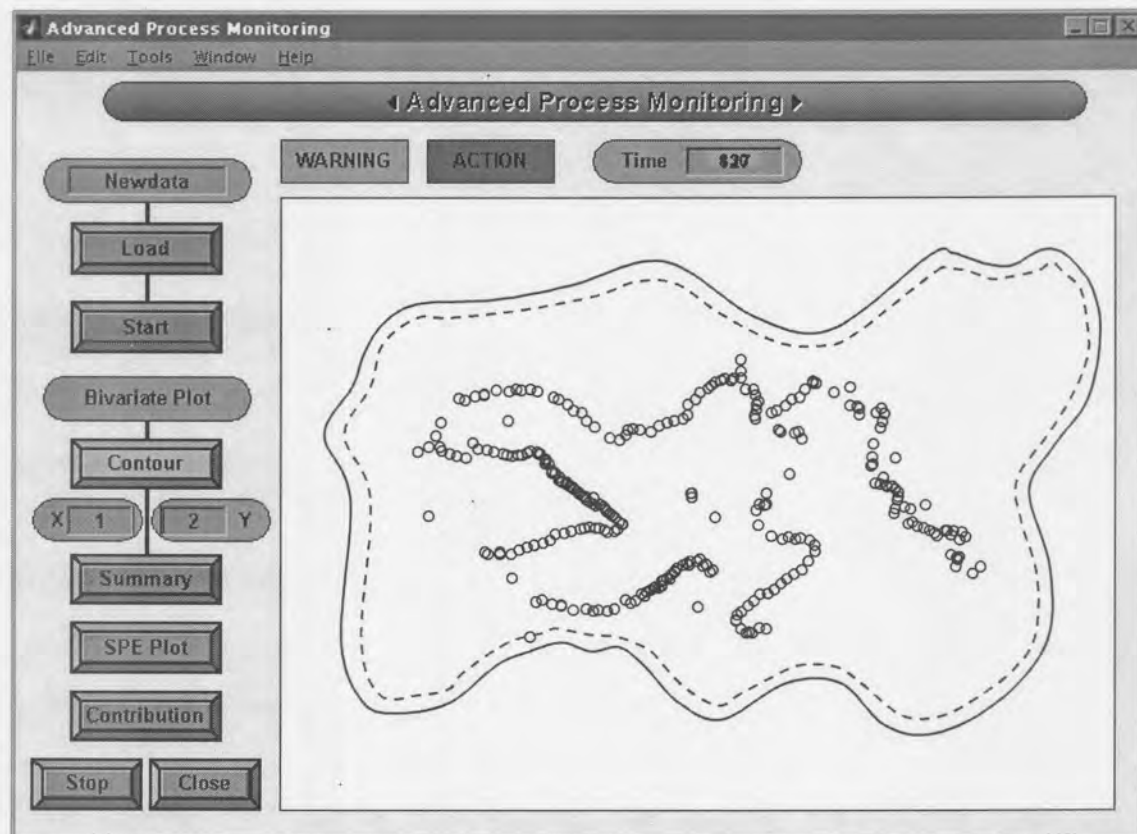 Advanced Process Monitoring
File Edit Tools Window Help
Advanced Process Monitoring
WARNING ACTION Time 827
Newdata
Load
Start
Bivariate Plot
Contour
X 1 2 Y
Summary
SPE Plot
Contribution
Stop Close